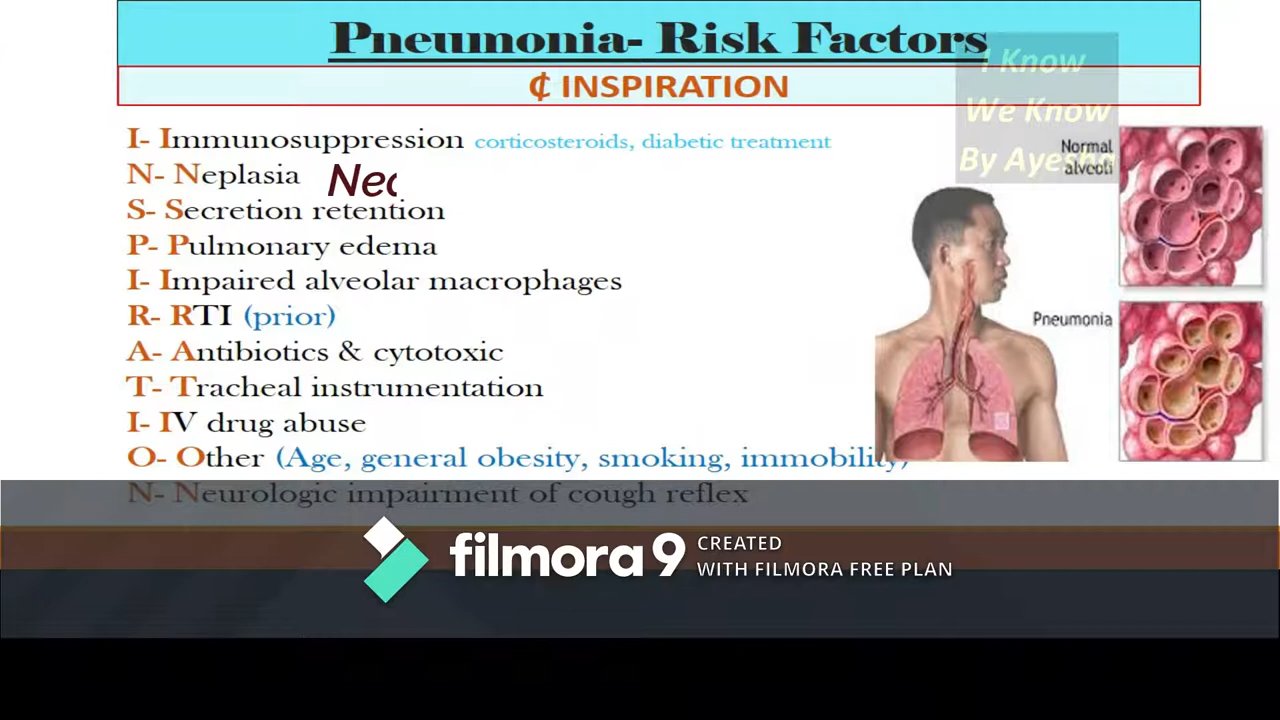 Pneumonia- Risk Factors
₵ INSPIRATION
I- Immunosuppression corticosteroids, diabetic treatment
N- Neplasia
S- Secretion retention
P- Pulmonary edema
I- Impaired alveolar macrophages
R- RTI (prior)
A- Antibiotics & cytotoxic
T- Tracheal instrumentation
I- IV drug abuse
O- Other (Age, general obesity, smoking, immobility)
N- Neurologic impairment of cough reflex
I Know
We Know
By Ayesha
Normal
alveoli
Pneumonia
filmora 9
CREATED
WITH FILMORA FREE PLAN